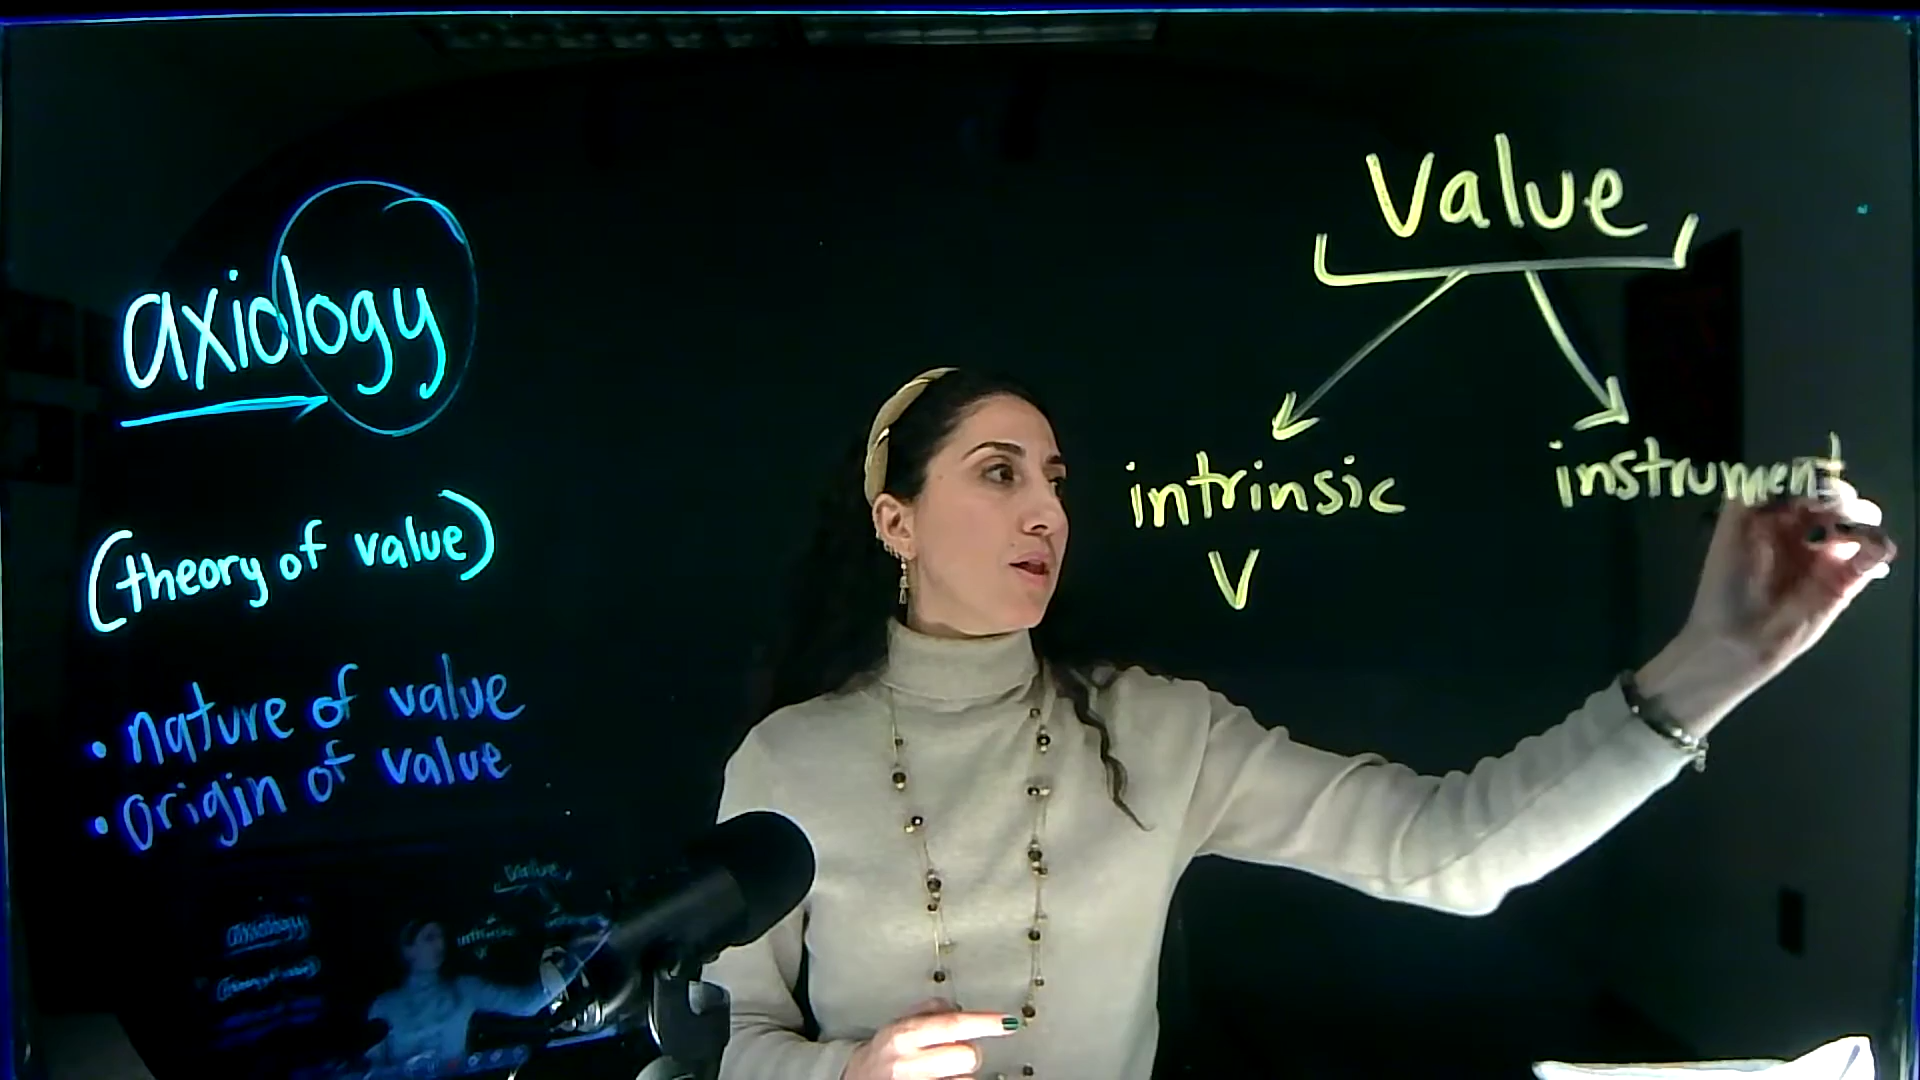 axiology
(theory of value)
• nature of value
• origin of value
Value
intrinsic
V
instrument